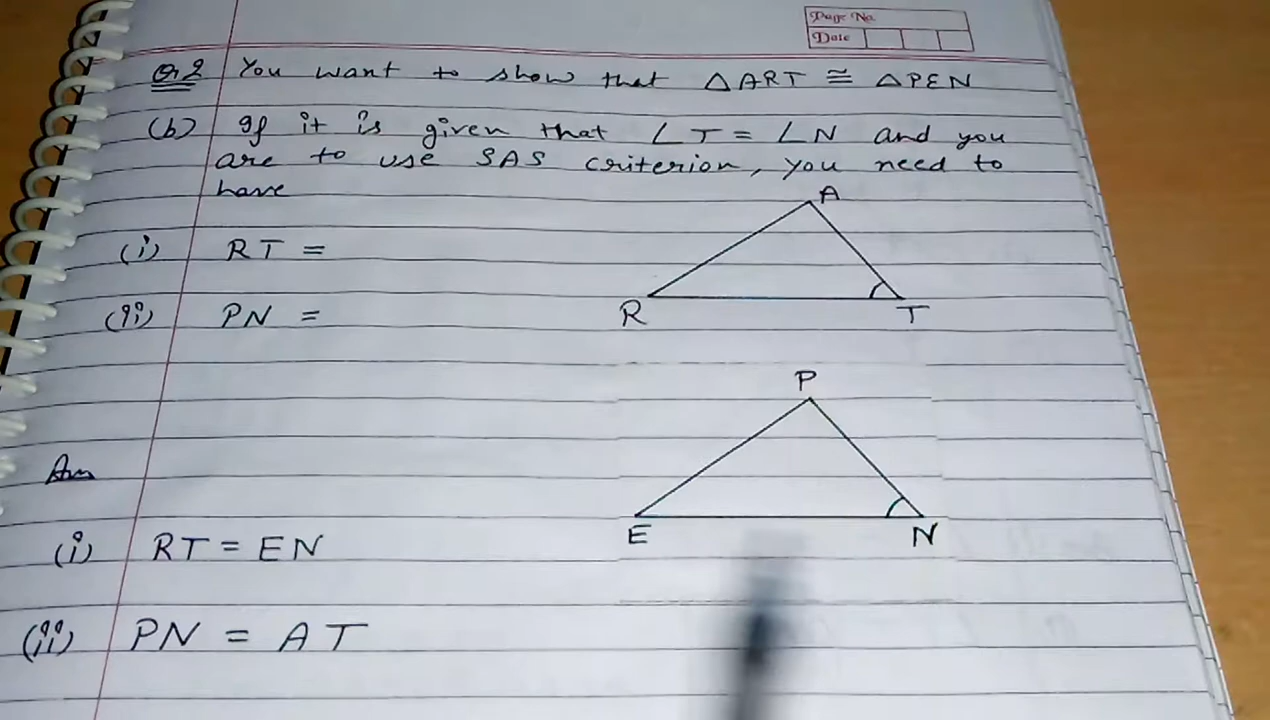 Page No.
Date
Q.2 You want to show that △ART ≅ △PEN
(b) If it is given that ∠T = ∠N and you
are to use SAS criterion, you need to
have
(i) RT =
(ii) PN =
A
R
T
P
E
N
Ans
(i) RT = EN
(ii) PN = AT